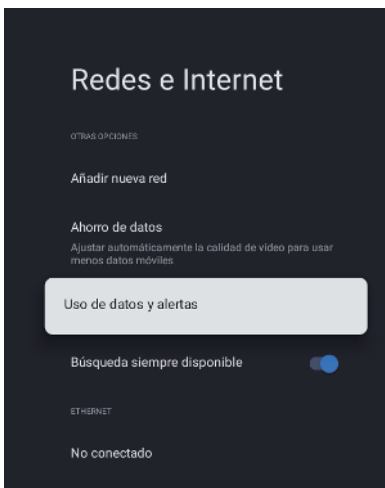 Redes e Internet
OTRAS OPCIONES
Añadir nueva red
Ahorro de datos
Ajustar automáticamente la calidad de vídeo para usar
menos datos móviles
Uso de datos y alertas
Búsqueda siempre disponible
ETHERNET
No conectado